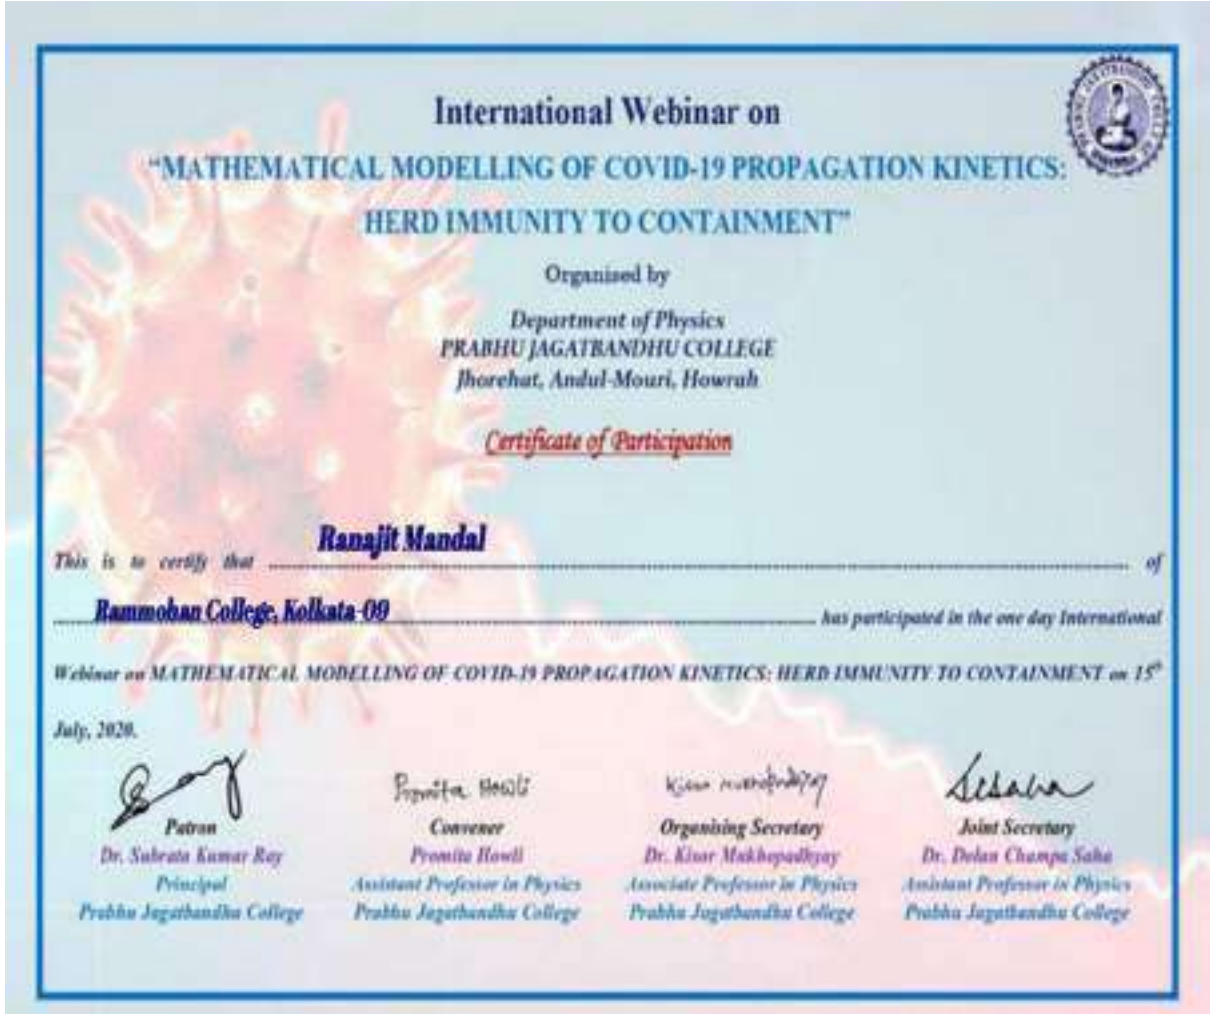 International Webinar on
"MATHEMATICAL MODELLING OF COVID-19 PROPAGATION KINETICS:
HERD IMMUNITY TO CONTAINMENT"
Organised by
Department of Physics
PRABHU JAGATBANDHU COLLEGE
Jhorehat, Andul-Mouri, Howrah
Certificate of Participation
Ranajit Mandal
This is to certify that of
Rammohan College, Kolkata-09
has participated in the one day International
Webinar on MATHEMATICAL MODELLING OF COVID-19 PROPAGATION KINETICS: HERD IMMUNITY TO CONTAINMENT on 15th
July, 2020.
Promita Howli
Patron Convener Organising Secretary Joint Secretary
Dr. Subrata Kumar Ray Promita Howli Dr. Kisor Mukhopadhyay Dr. Dolan Champa Saha
Principal Assistant Professor in Physics Associate Professor in Physics Assistant Professor in Physics
Prabhu Jagatbandhu College Prabhu Jagatbandhu College Prabhu Jagatbandhu College Prabhu Jagatbandhu College